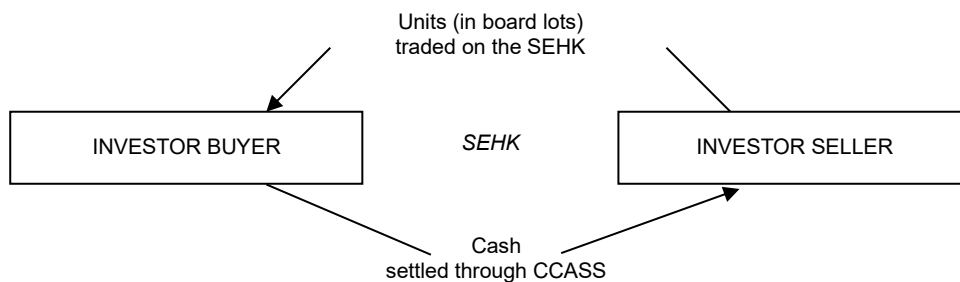 Units (in board lots)
traded on the SEHK
INVESTOR BUYER
SEHK
INVESTOR SELLER
Cash
settled through CCASS